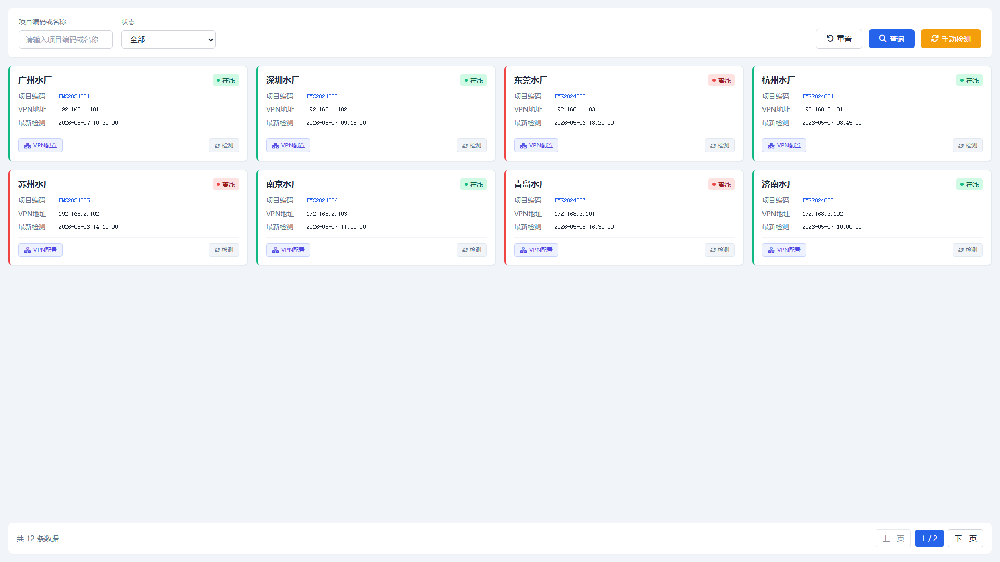 项目编码或名称
状态
请输入项目编码或名称
全部
重置
查询
手动检测
广州水厂
在线
项目编码 PMS2024001
VPN地址 192.168.1.101
最新检测 2026-05-07 10:30:00
VPN配置
检测
深圳水厂
在线
项目编码 PMS2024002
VPN地址 192.168.1.102
最新检测 2026-05-07 09:15:00
VPN配置
检测
东莞水厂
离线
项目编码 PMS2024003
VPN地址 192.168.1.103
最新检测 2026-05-06 18:20:00
VPN配置
检测
杭州水厂
在线
项目编码 PMS2024004
VPN地址 192.168.2.101
最新检测 2026-05-07 08:45:00
VPN配置
检测
苏州水厂
离线
项目编码 PMS2024005
VPN地址 192.168.2.102
最新检测 2026-05-06 14:10:00
VPN配置
检测
南京水厂
在线
项目编码 PMS2024006
VPN地址 192.168.2.103
最新检测 2026-05-07 11:00:00
VPN配置
检测
青岛水厂
离线
项目编码 PMS2024007
VPN地址 192.168.3.101
最新检测 2026-05-05 16:30:00
VPN配置
检测
济南水厂
在线
项目编码 PMS2024008
VPN地址 192.168.3.102
最新检测 2026-05-07 10:00:00
VPN配置
检测
共 12 条数据
上一页
1 / 2
下一页